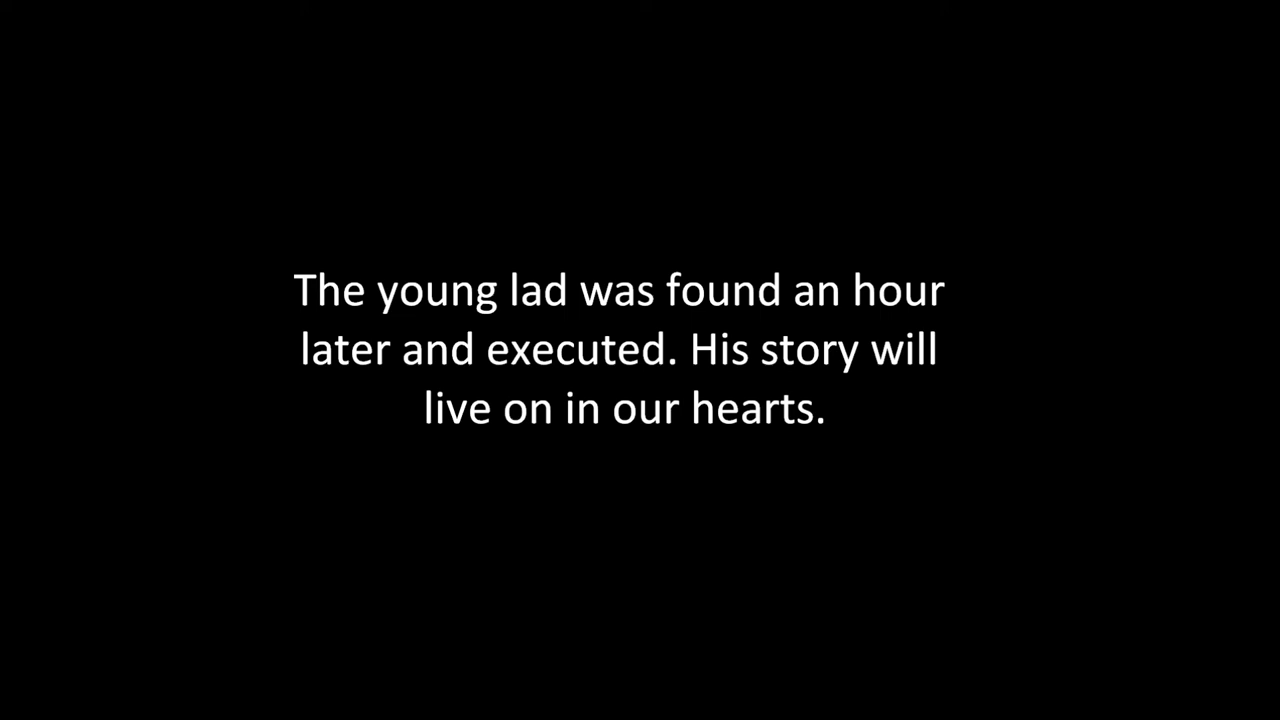 The young lad was found an hour
later and executed. His story will
live on in our hearts.